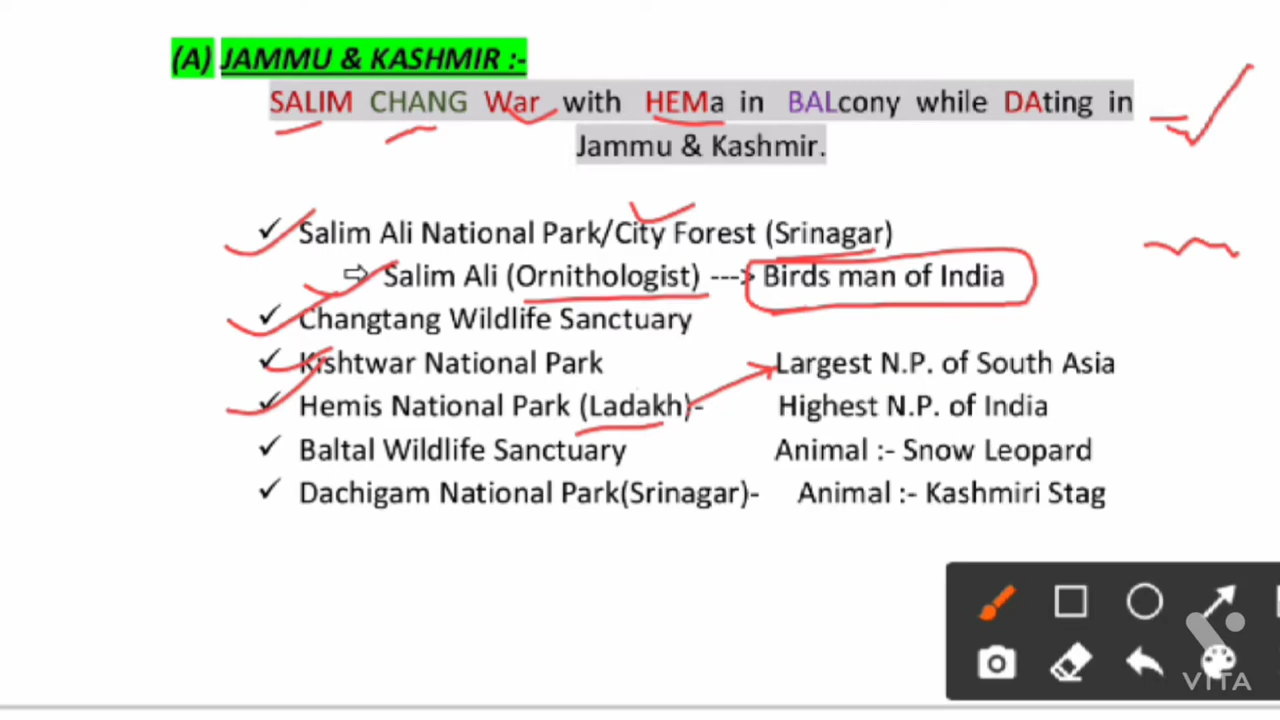 (A) JAMMU & KASHMIR :-
SALIM CHANG War with HEMa in BALcony while DAting in
Jammu & Kashmir.
✓ Salim Ali National Park/City Forest (Srinagar)
⇨ Salim Ali (Ornithologist) ---> Birds man of India
✓ Changtang Wildlife Sanctuary
✓ Kishtwar National Park Largest N.P. of South Asia
✓ Hemis National Park (Ladakh)- Highest N.P. of India
✓ Baltal Wildlife Sanctuary Animal :- Snow Leopard
✓ Dachigam National Park(Srinagar)- Animal :- Kashmiri Stag
VITA